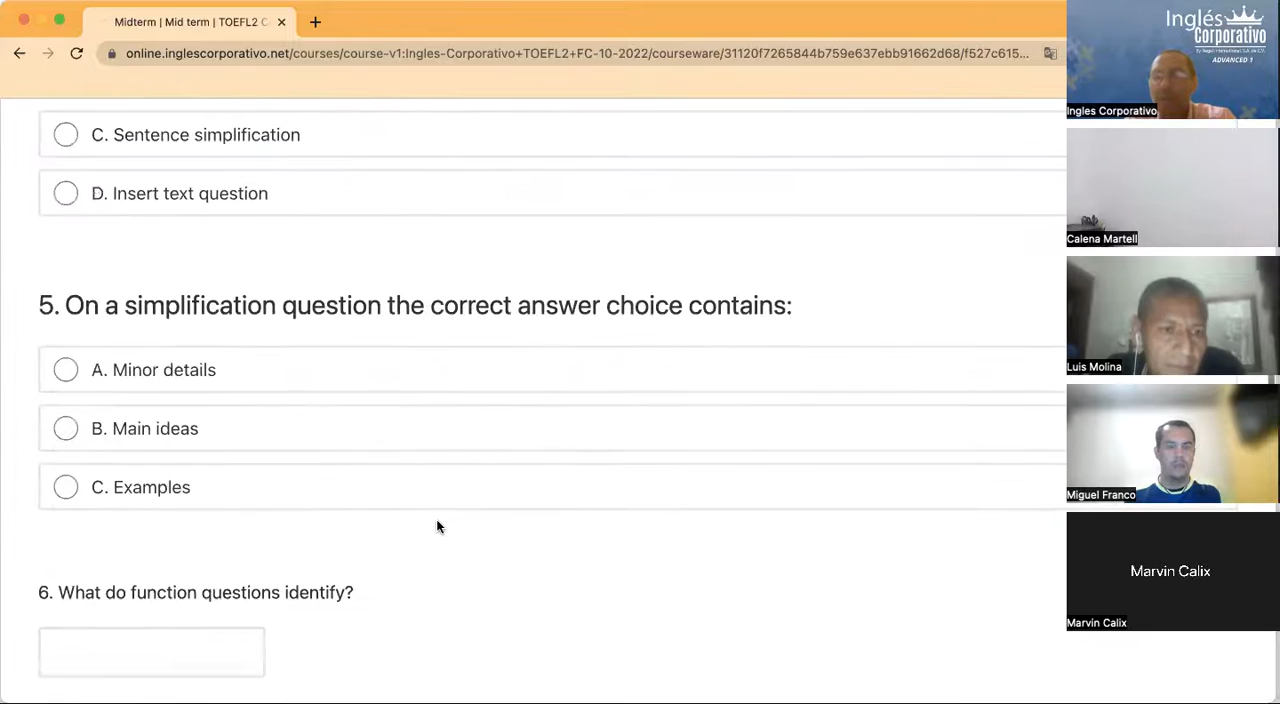 Midterm | Mid term | TOEFL2 C
online.inglescorporativo.net/courses/course-v1:Ingles-Corporativo+TOEFL2+FC-10-2022/courseware/31120f7265844b759e637ebb91662d68/f527c615...
C. Sentence simplification
D. Insert text question
5. On a simplification question the correct answer choice contains:
A. Minor details
B. Main ideas
C. Examples
6. What do function questions identify?
Inglés
Corporativo
ADVANCED 1
Ingles Corporativo
Calena Martell
Luis Molina
Miguel Franco
Marvin Calix
Marvin Calix